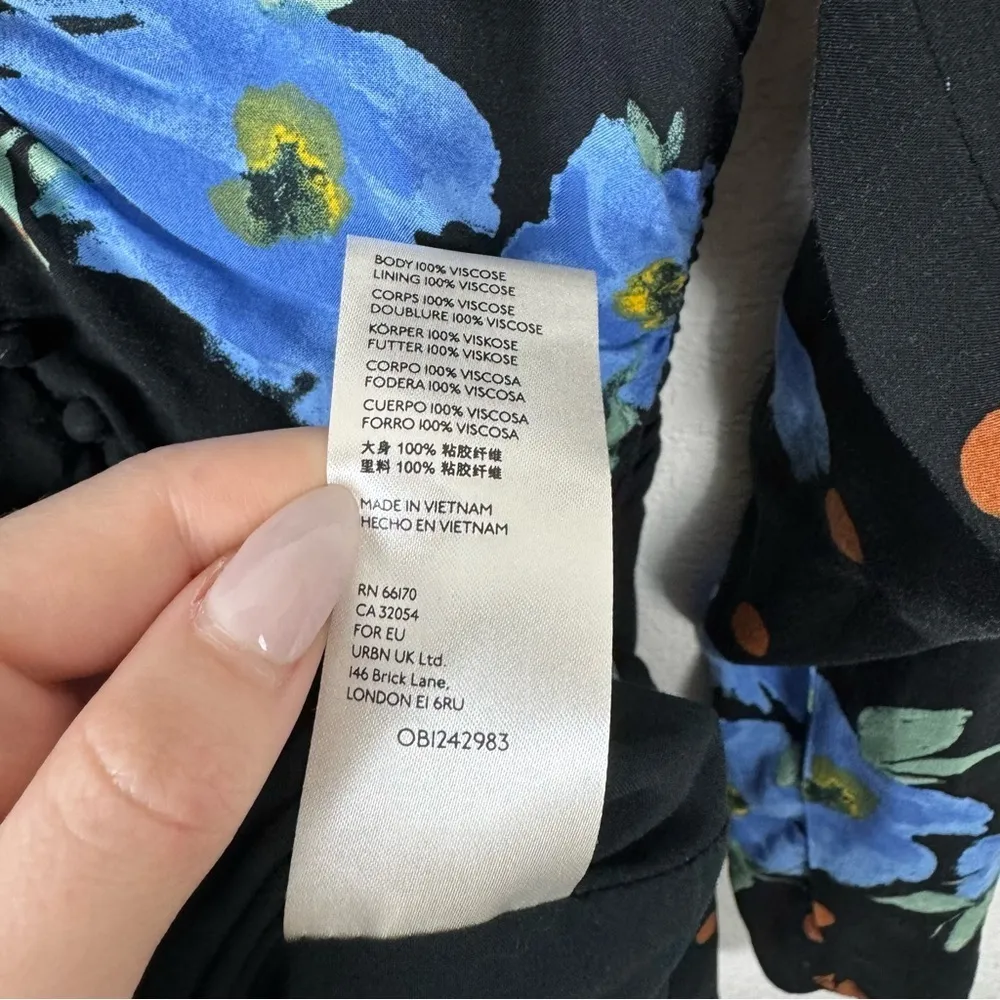 BODY 100% VISCOSE
LINING 100% VISCOSE
CORPS 100% VISCOSE
DOUBLURE 100% VISCOSE
KÖRPER 100% VISKOSE
FUTTER 100% VISKOSE
CORPO 100% VISCOSA
FODERA 100% VISCOSA
CUERPO 100% VISCOSA
FORRO 100% VISCOSA
大身 100% 粘胶纤维
里料 100% 粘胶纤维
MADE IN VIETNAM
HECHO EN VIETNAM
RN 66170
CA 32054
FOR EU
URBN UK Ltd.
146 Brick Lane,
LONDON E1 6RU
OB1242983